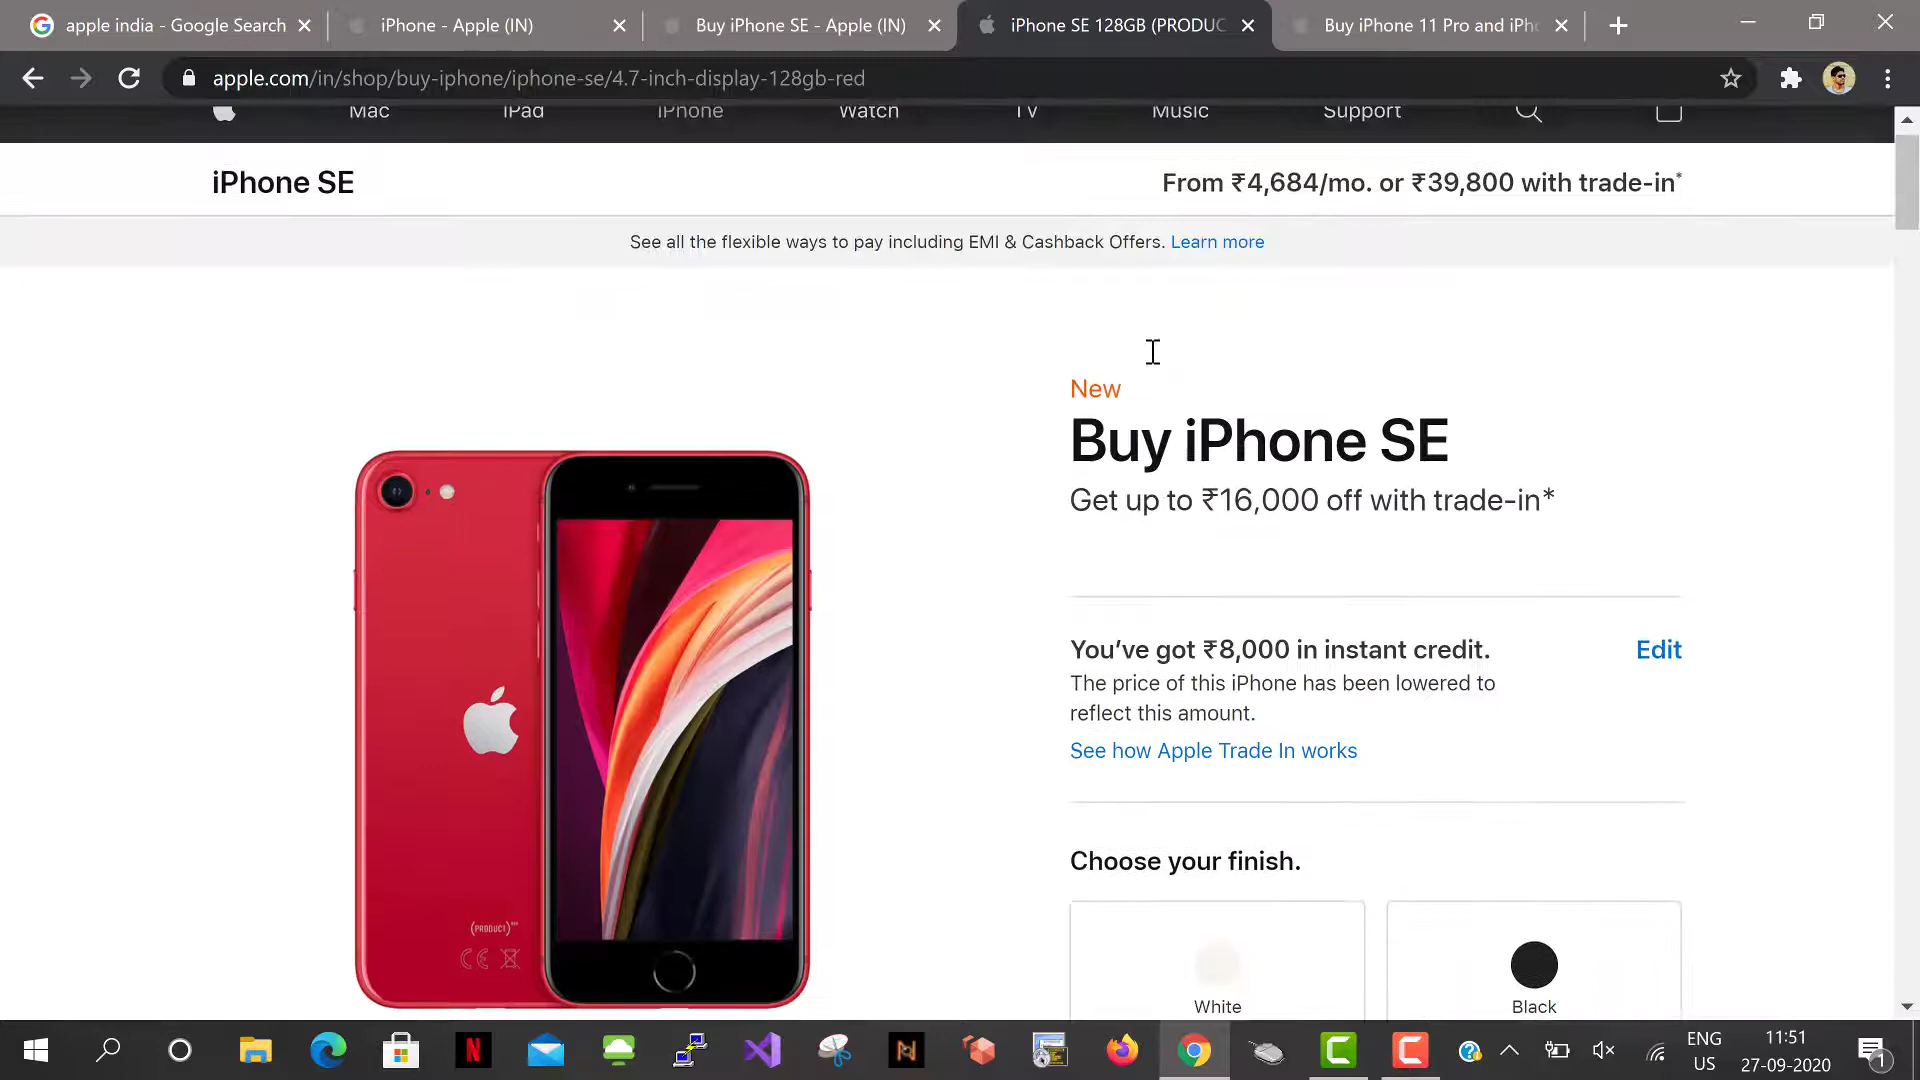 apple india - Google Search
iPhone - Apple (IN)
Buy iPhone SE - Apple (IN)
iPhone SE 128GB (PRODUC
Buy iPhone 11 Pro and iPh
apple.com/in/shop/buy-iphone/iphone-se/4.7-inch-display-128gb-red
Mac
iPad
iPhone
Watch
TV
Music
Support
iPhone SE
From ₹4,684/mo. or ₹39,800 with trade-in*
See all the flexible ways to pay including EMI & Cashback Offers. Learn more
New
Buy iPhone SE
Get up to ₹16,000 off with trade-in*
You've got ₹8,000 in instant credit.
Edit
The price of this iPhone has been lowered to
reflect this amount.
See how Apple Trade In works
Choose your finish.
White
Black
(PRODUCT)
ENG
US
11:51
27-09-2020
1